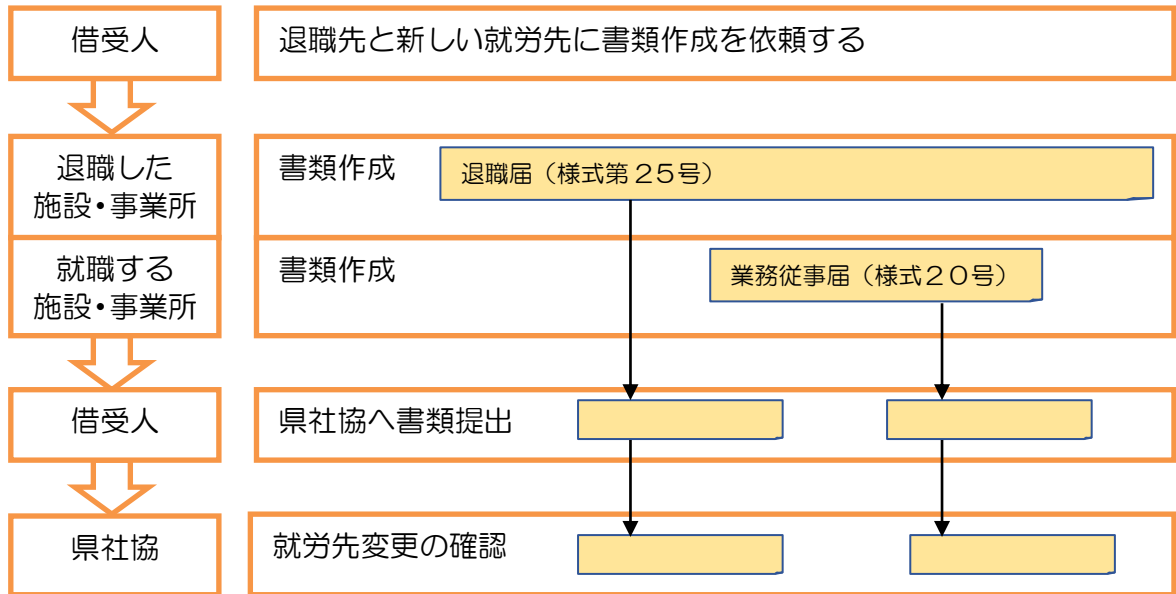 借受人
退職先と新しい就労先に書類作成を依頼する
退職した
施設・事業所
書類作成
退職届（様式第２５号）
就職する
施設・事業所
書類作成
業務従事届（様式２０号）
借受人
県社協へ書類提出
県社協
就労先変更の確認